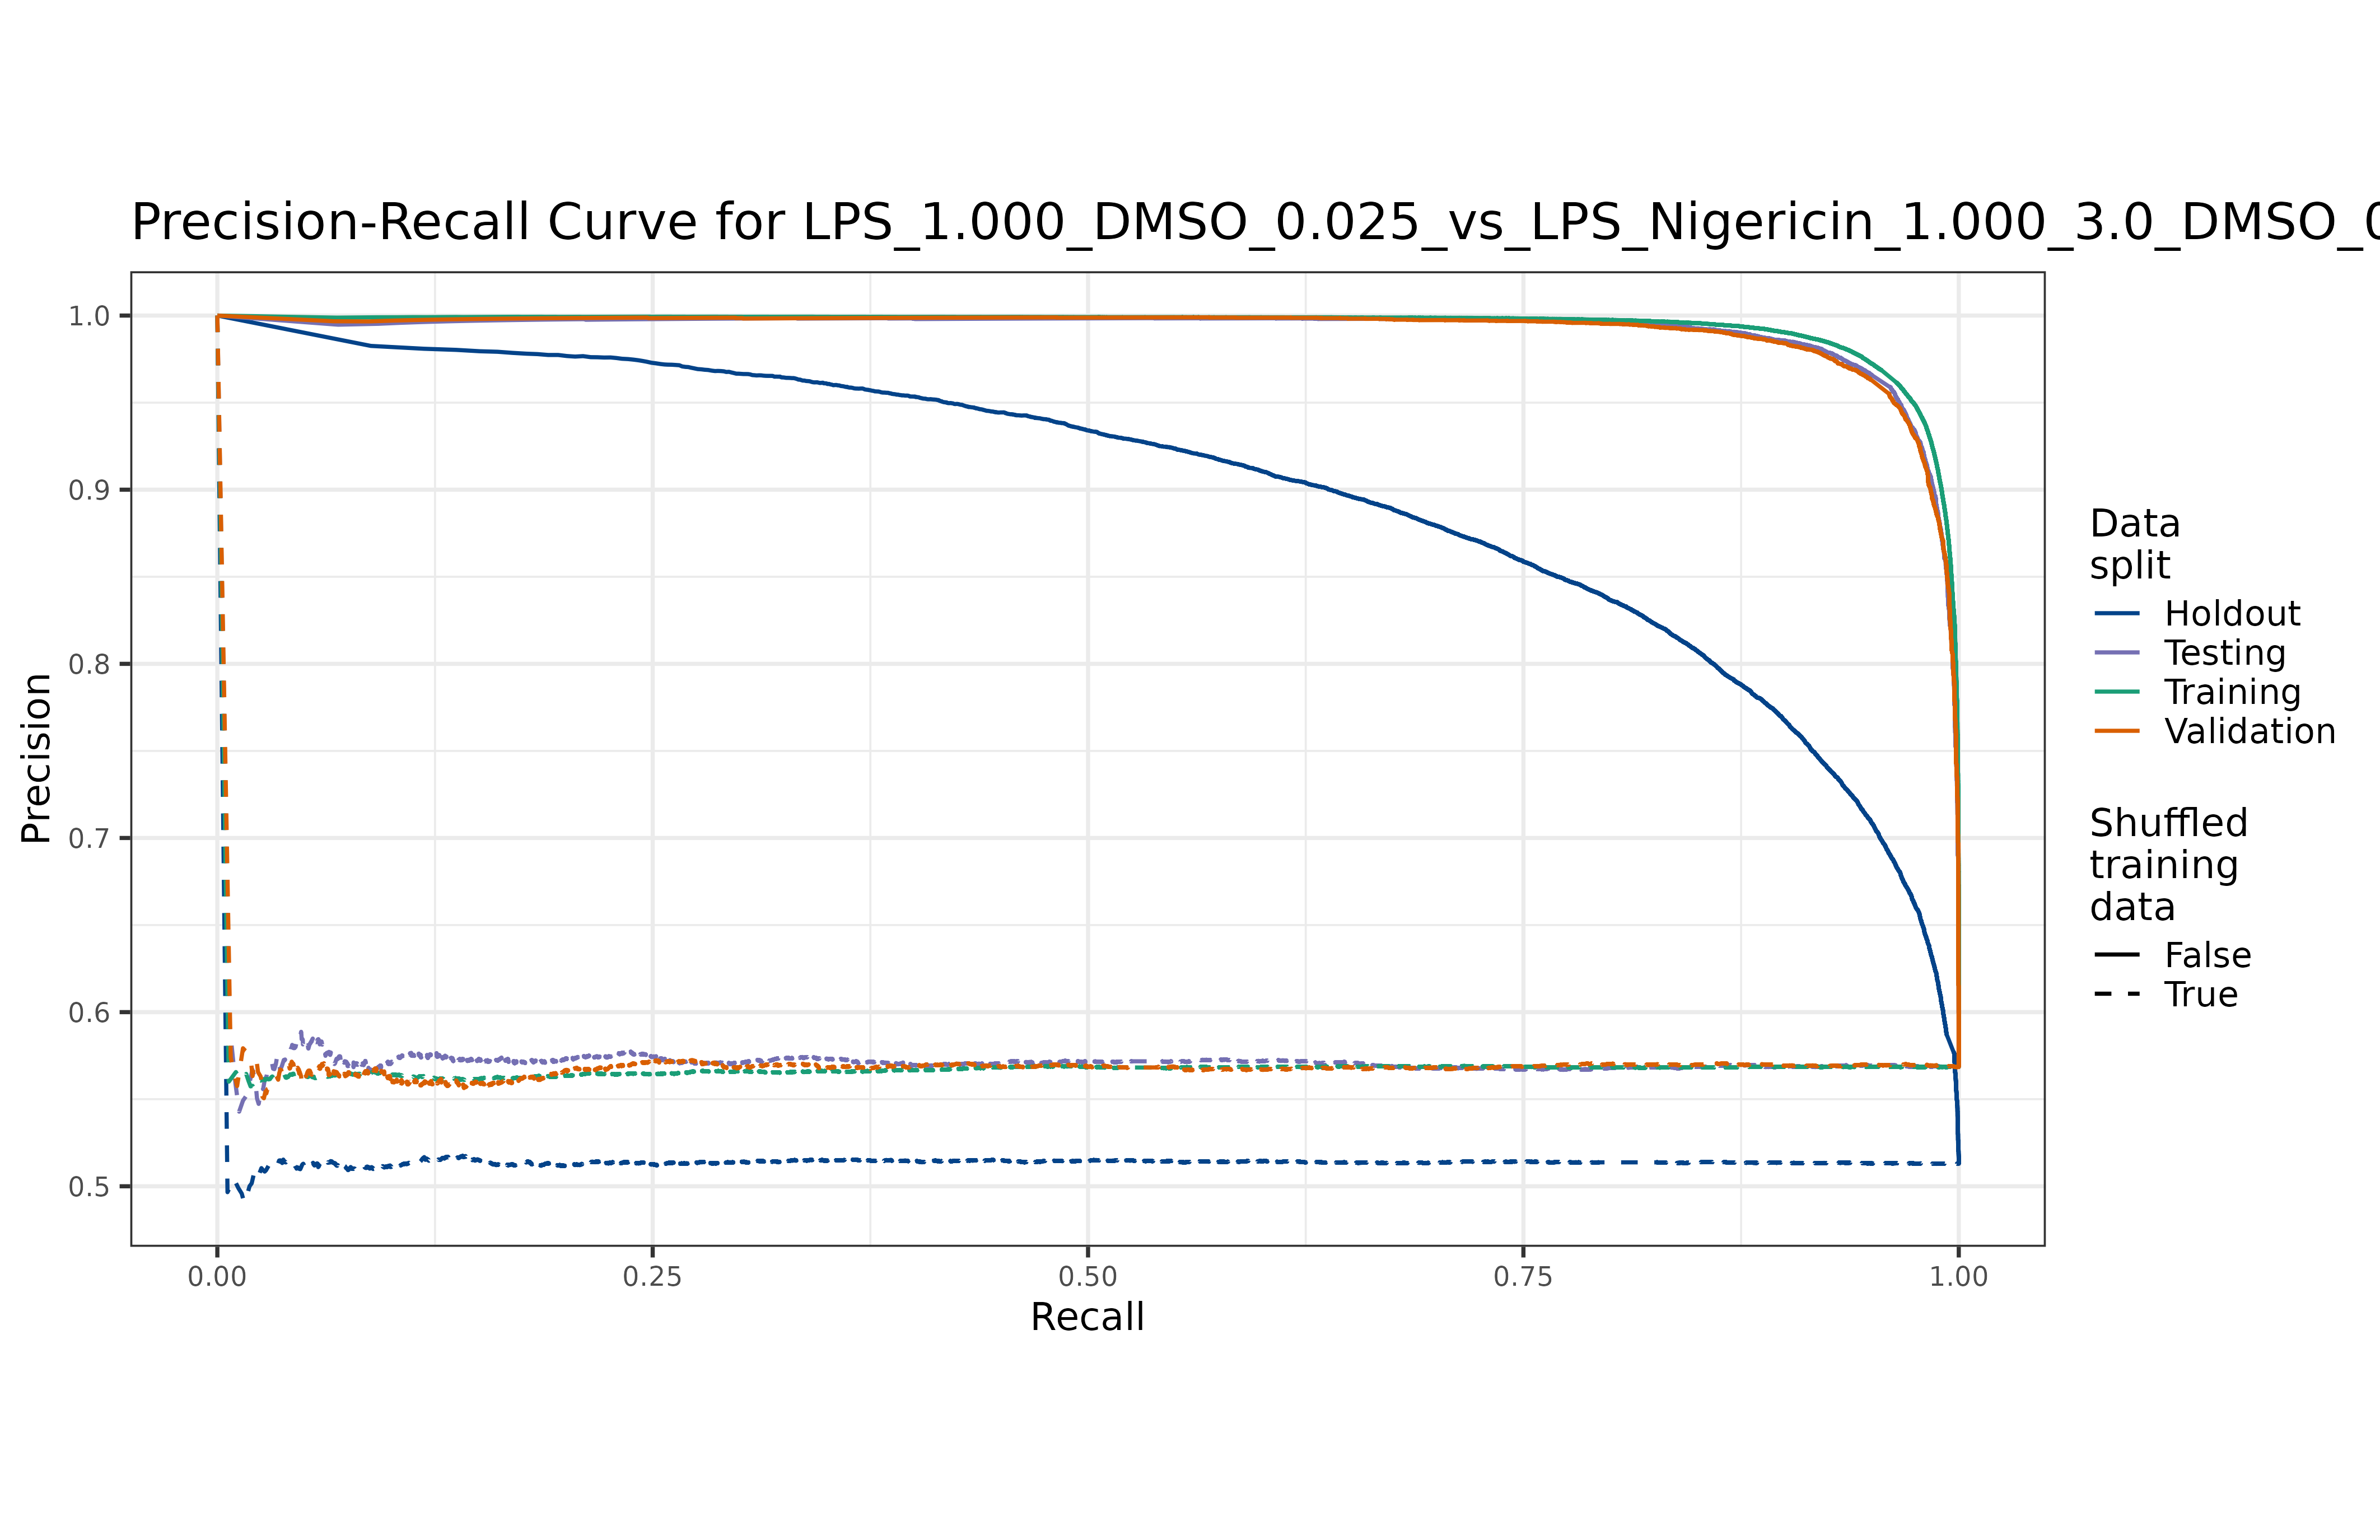 Precision-Recall Curve for LPS_1.000_DMSO_0.025_vs_LPS_Nigericin_1.000_3.0_DMSO_0
1.0
0.9
0.8
0.7
0.6
0.5
Precision
0.00 0.25 0.50 0.75 1.00
Recall
Data
split
Holdout
Testing
Training
Validation
Shuffled
training
data
False
True